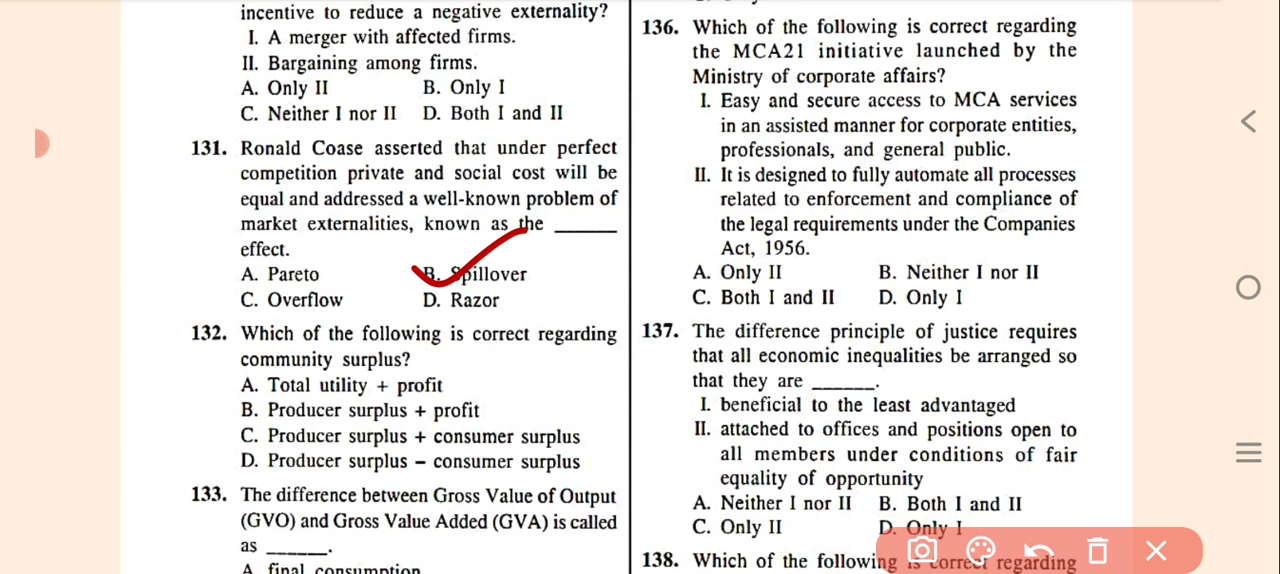 incentive to reduce a negative externality?
I. A merger with affected firms.
II. Bargaining among firms.
A. Only II B. Only I
C. Neither I nor II D. Both I and II
131. Ronald Coase asserted that under perfect
competition private and social cost will be
equal and addressed a well-known problem of
market externalities, known as the ______
effect.
A. Pareto B. Spillover
C. Overflow D. Razor
132. Which of the following is correct regarding
community surplus?
A. Total utility + profit
B. Producer surplus + profit
C. Producer surplus + consumer surplus
D. Producer surplus – consumer surplus
133. The difference between Gross Value of Output
(GVO) and Gross Value Added (GVA) is called
as ______.
A. final consumption
136. Which of the following is correct regarding
the MCA21 initiative launched by the
Ministry of corporate affairs?
I. Easy and secure access to MCA services
in an assisted manner for corporate entities,
professionals, and general public.
II. It is designed to fully automate all processes
related to enforcement and compliance of
the legal requirements under the Companies
Act, 1956.
A. Only II B. Neither I nor II
C. Both I and II D. Only I
137. The difference principle of justice requires
that all economic inequalities be arranged so
that they are ______.
I. beneficial to the least advantaged
II. attached to offices and positions open to
all members under conditions of fair
equality of opportunity
A. Neither I nor II B. Both I and II
C. Only II D. Only I
138. Which of the following is correct regarding